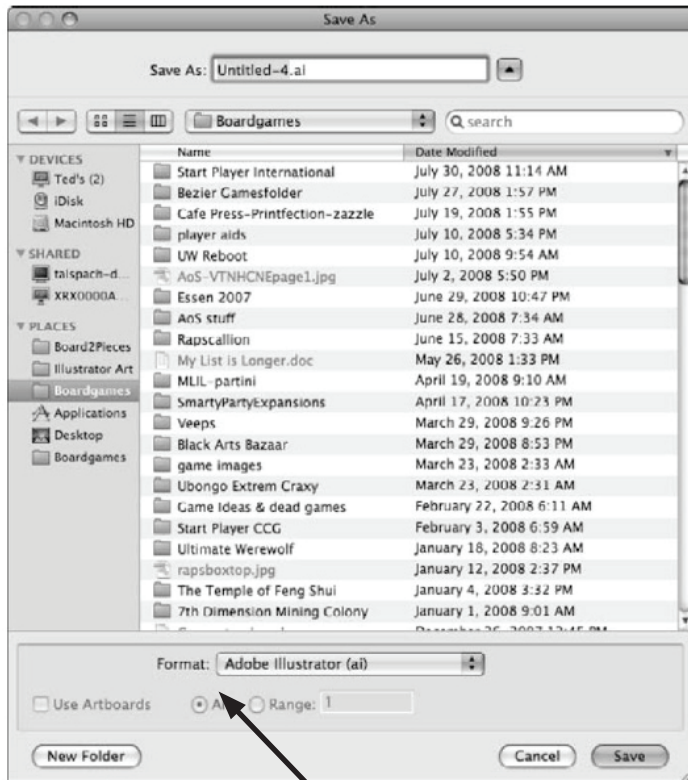 Save As
Save As: Untitled-4.ai
Boardgames
search
Name Date Modified
▼ DEVICES
Ted's (2)
iDisk
Macintosh HD
▼ SHARED
talspach-d...
XRX0000A...
▼ PLACES
Board2Pieces
Illustrator Art
Boardgames
Applications
Desktop
Boardgames
Start Player International July 30, 2008 11:14 AM
Bezier Gamesfolder July 27, 2008 1:57 PM
Cafe Press-Printfection-zazzle July 19, 2008 1:55 PM
player aids July 10, 2008 5:34 PM
UW Reboot July 10, 2008 9:54 AM
AoS-VTNHCNEpage1.jpg July 2, 2008 5:50 PM
Essen 2007 June 29, 2008 10:47 PM
AoS stuff June 28, 2008 7:34 AM
Rapscallion June 15, 2008 7:33 AM
My List is Longer.doc May 26, 2008 1:33 PM
MLIL-partini April 19, 2008 9:10 AM
SmartyPartyExpansions April 17, 2008 10:23 PM
Veeps March 29, 2008 9:26 PM
Black Arts Bazaar March 29, 2008 8:53 PM
game images March 23, 2008 2:33 AM
Ubongo Extrem Craxy March 23, 2008 2:31 AM
Game Ideas & dead games February 22, 2008 6:11 AM
Start Player CCG February 3, 2008 6:59 AM
Ultimate Werewolf January 18, 2008 8:23 AM
rapsboxtop.jpg January 12, 2008 2:37 PM
The Temple of Feng Shui January 4, 2008 3:32 PM
7th Dimension Mining Colony January 1, 2008 9:01 AM
Format: Adobe Illustrator (ai)
Use Artboards Range: 1
New Folder Cancel Save